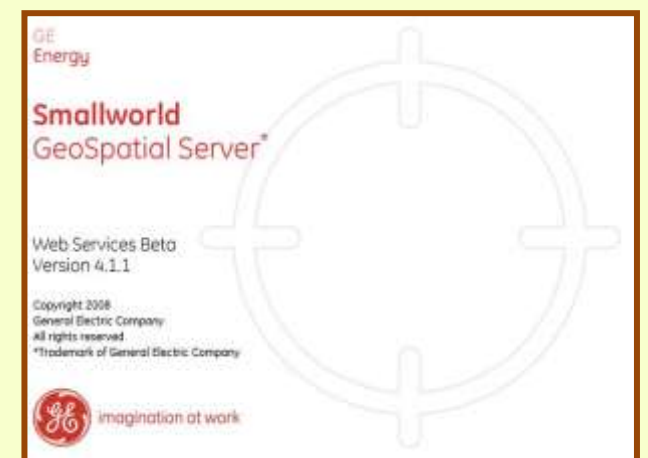 GE
Energy
Smallworld
GeoSpatial Server*
Web Services Beta
Version 4.1.1
Copyright 2008
General Electric Company
All rights reserved
*Trademark of General Electric Company
GE
imagination at work